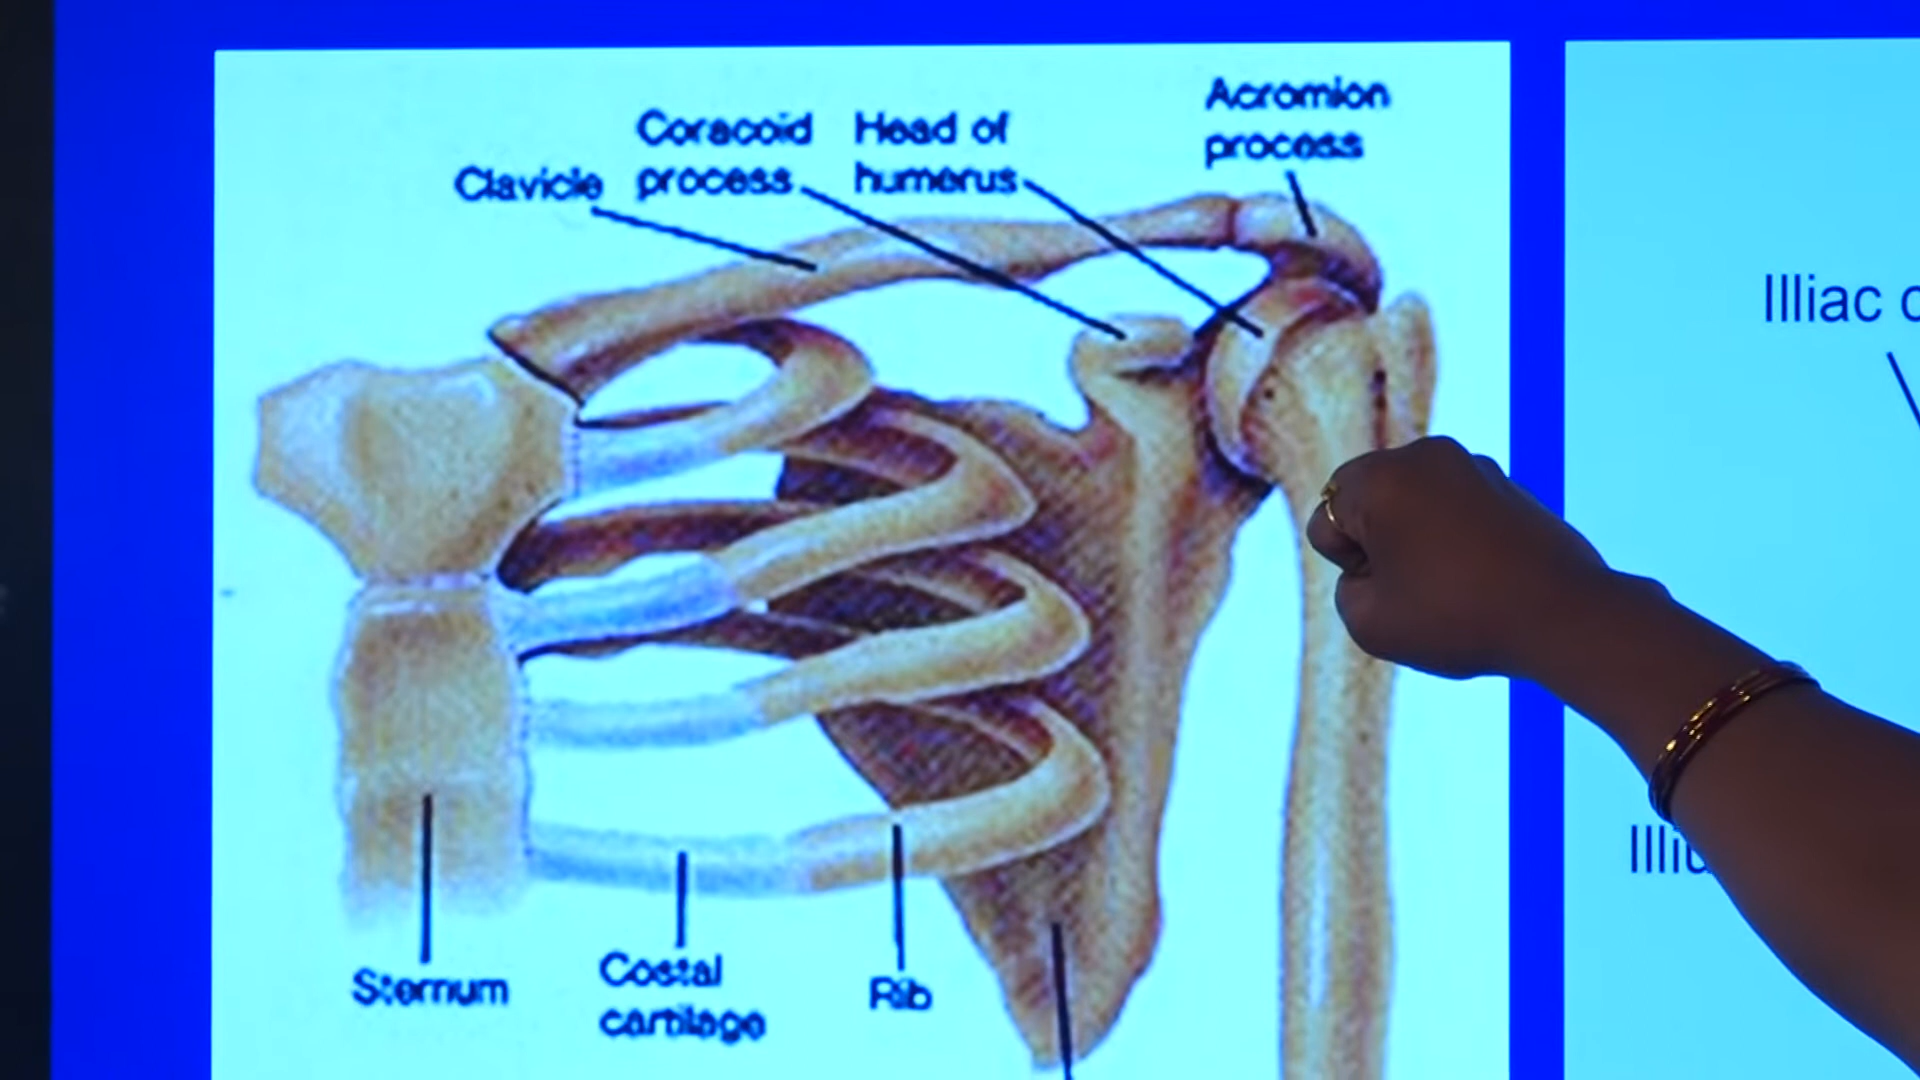 Acromion
process
Coracoid
process
Head of
humerus
Clavicle
Illiac
Sternum
Costal
cartilage
Rib